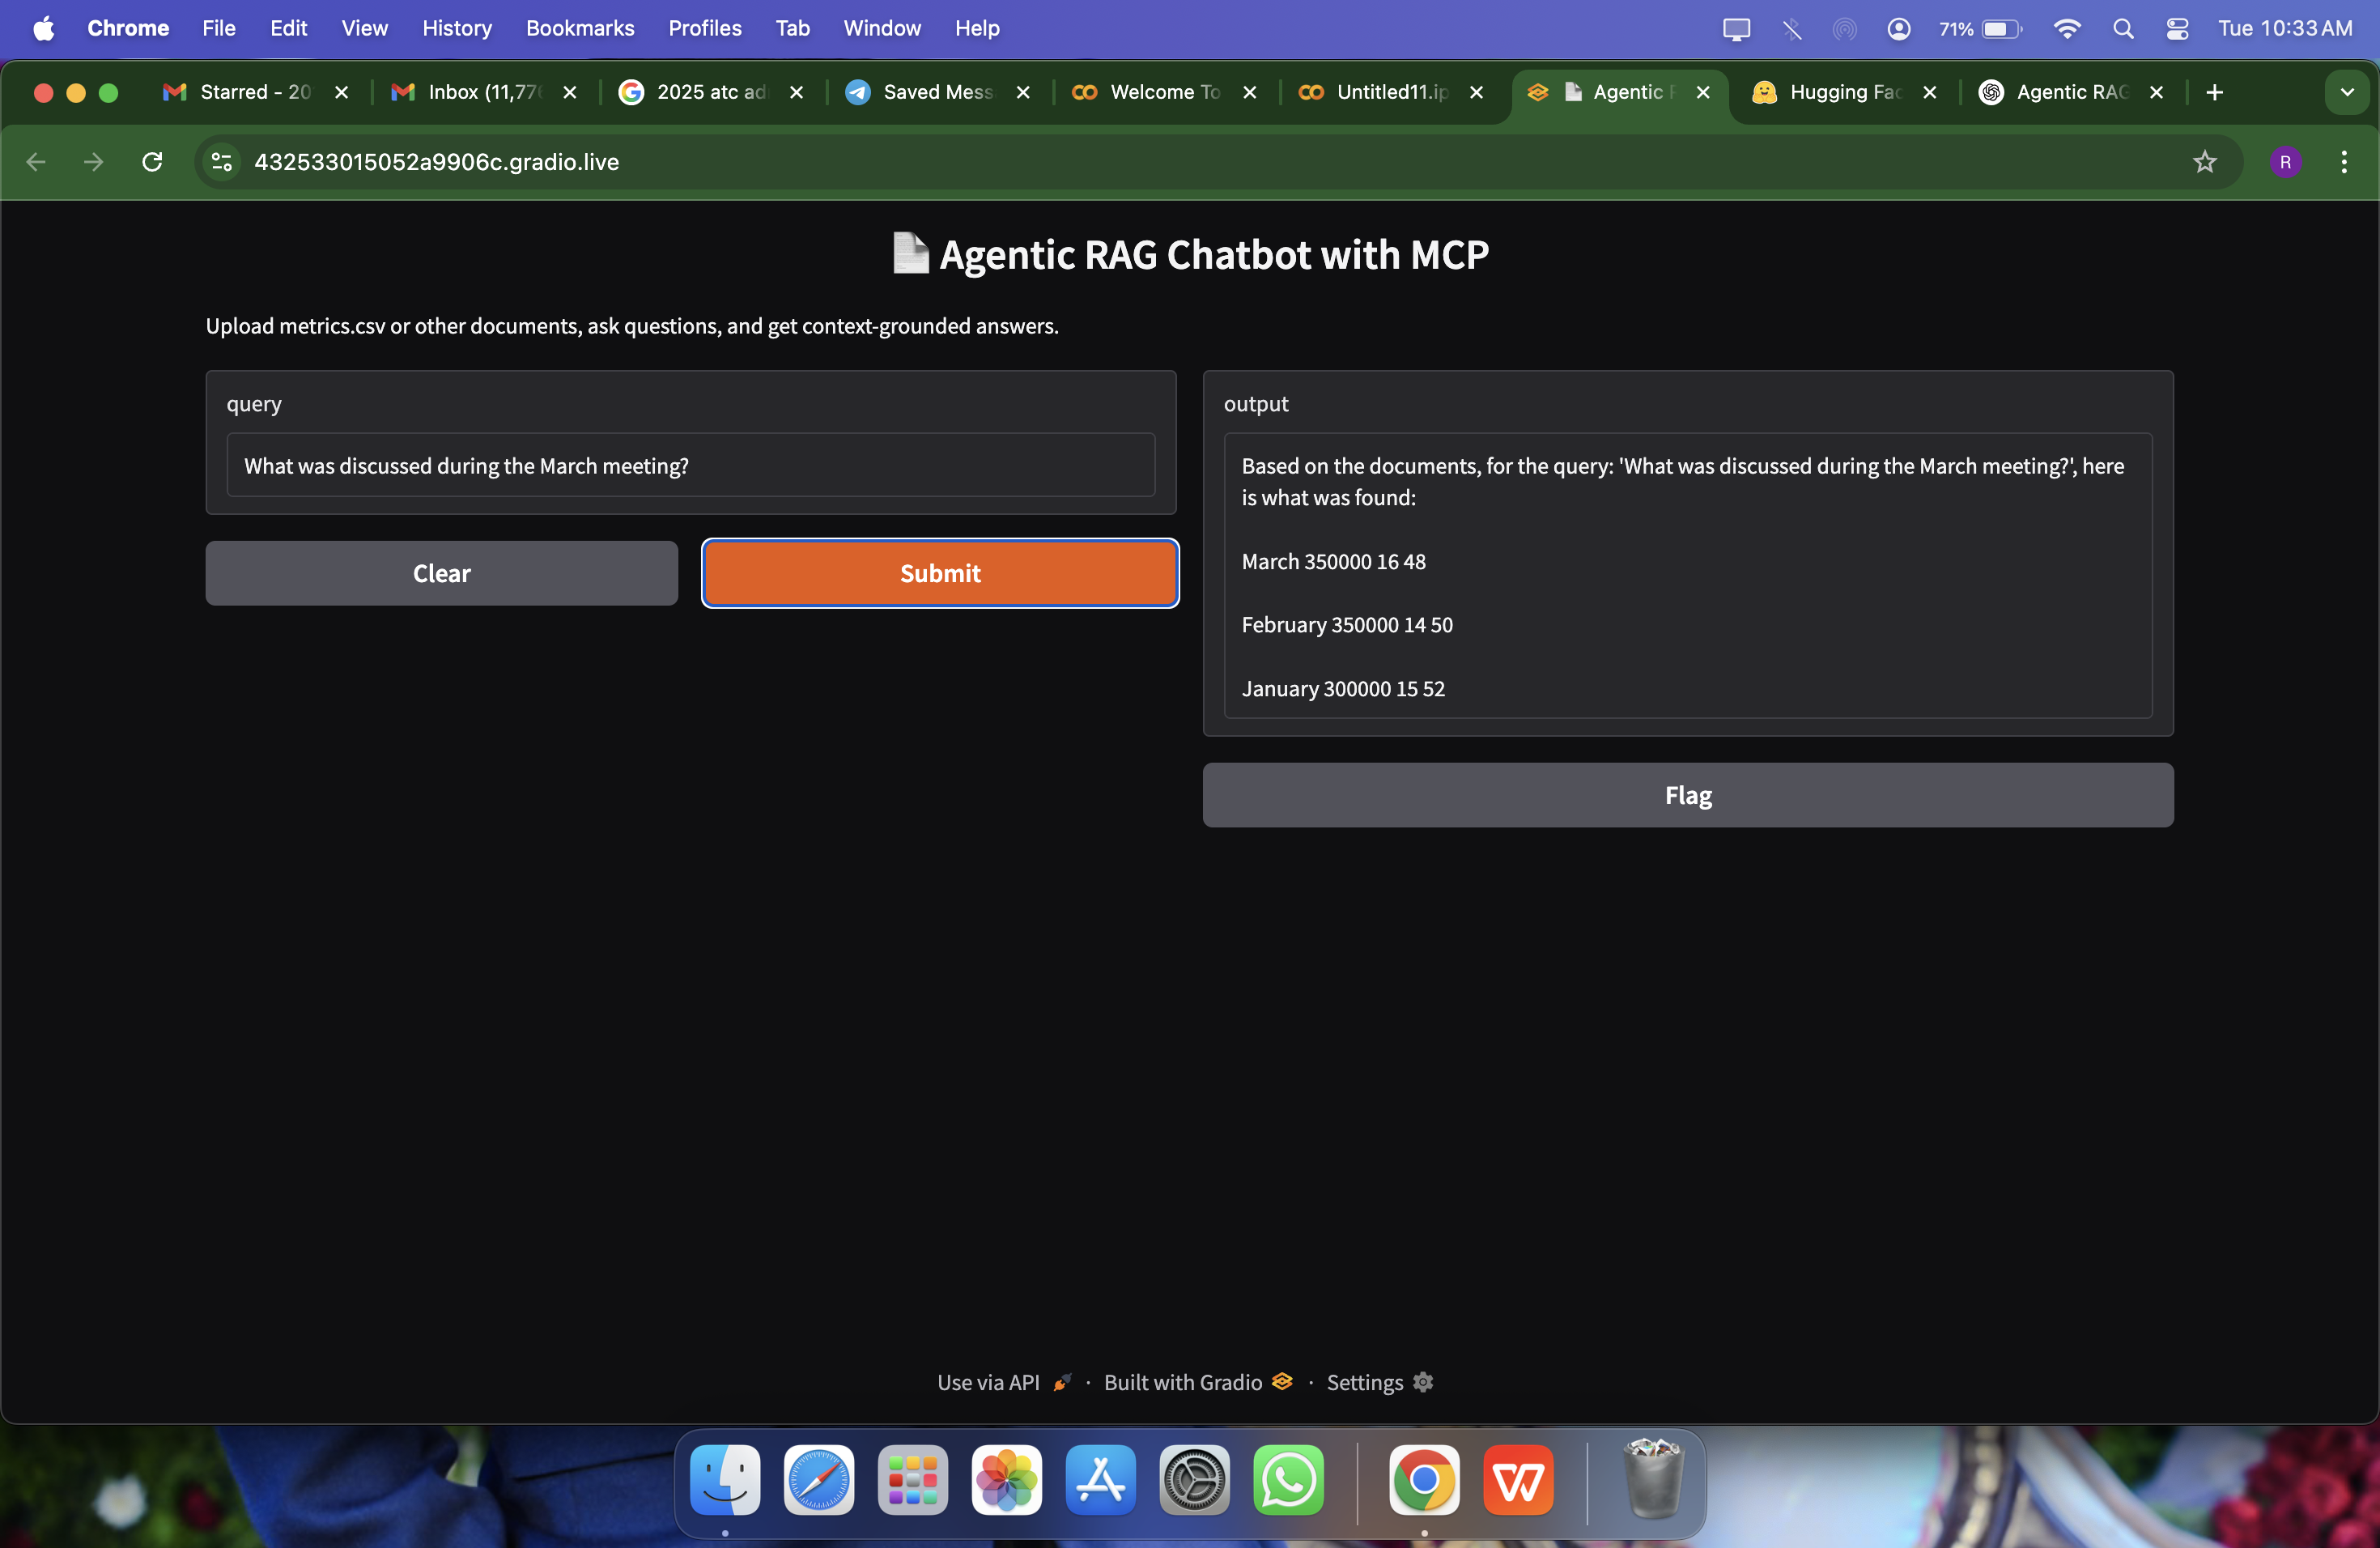 Chrome File Edit View History Bookmarks Profiles Tab Window Help 71% Tue 10:33 AM
Starred - 20 Inbox (11,77 2025 atc ad Saved Mess Welcome To Untitled11.ip Agentic Hugging Fac Agentic RAG
432533015052a9906c.gradio.live R
Agentic RAG Chatbot with MCP
Upload metrics.csv or other documents, ask questions, and get context-grounded answers.
query
What was discussed during the March meeting?
Clear Submit
output
Based on the documents, for the query: 'What was discussed during the March meeting?', here
is what was found:
March 350000 16 48
February 350000 14 50
January 300000 15 52
Flag
Use via API · Built with Gradio · Settings